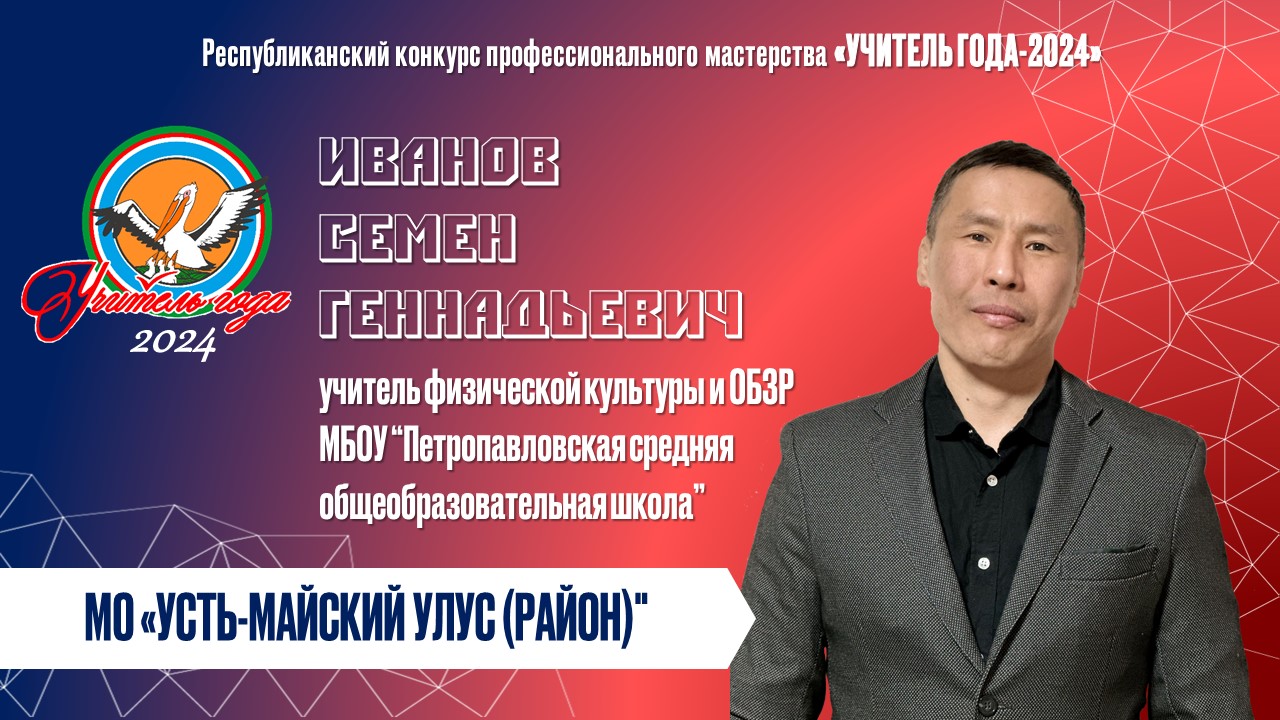 Республиканский конкурс профессионального мастерства «УЧИТЕЛЬ ГОДА-2024»
Учитель года
2024
ИВАНОВ
СЕМЕН
ГЕННАДЬЕВИЧ
учитель физической культуры и ОБЗР
МБОУ “Петропавловская средняя
общеобразовательная школа”
МО «УСТЬ-МАЙСКИЙ УЛУС (РАЙОН)"